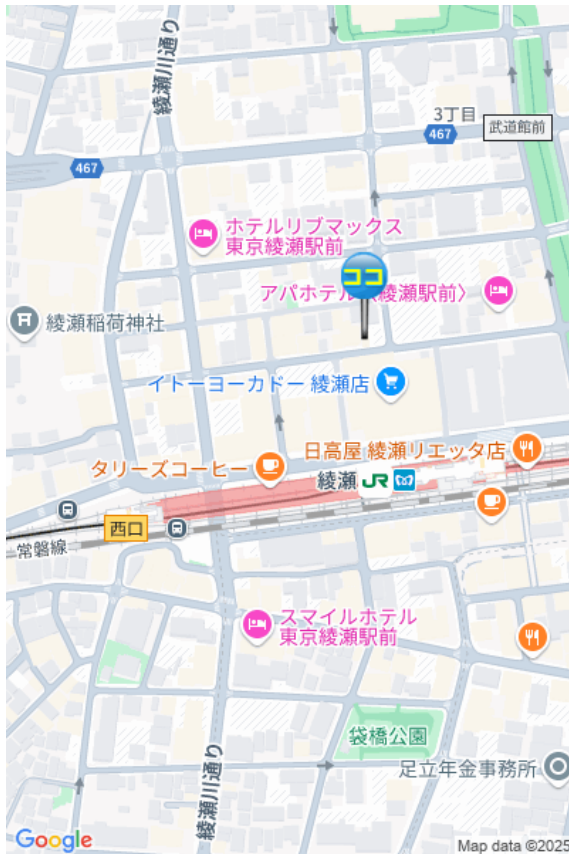 綾瀬川通り
3丁目
467
武道館前
467
ホテルリブマックス
東京綾瀬駅前
ココ
アパホテル〈綾瀬駅前〉
綾瀬稲荷神社
イトーヨーカドー 綾瀬店
日高屋 綾瀬リエッタ店
タリーズコーヒー
綾瀬 JR
西口
常磐線
スマイルホテル
東京綾瀬駅前
袋橋公園
綾瀬川通り
足立年金事務所
Google
Map data ©2025